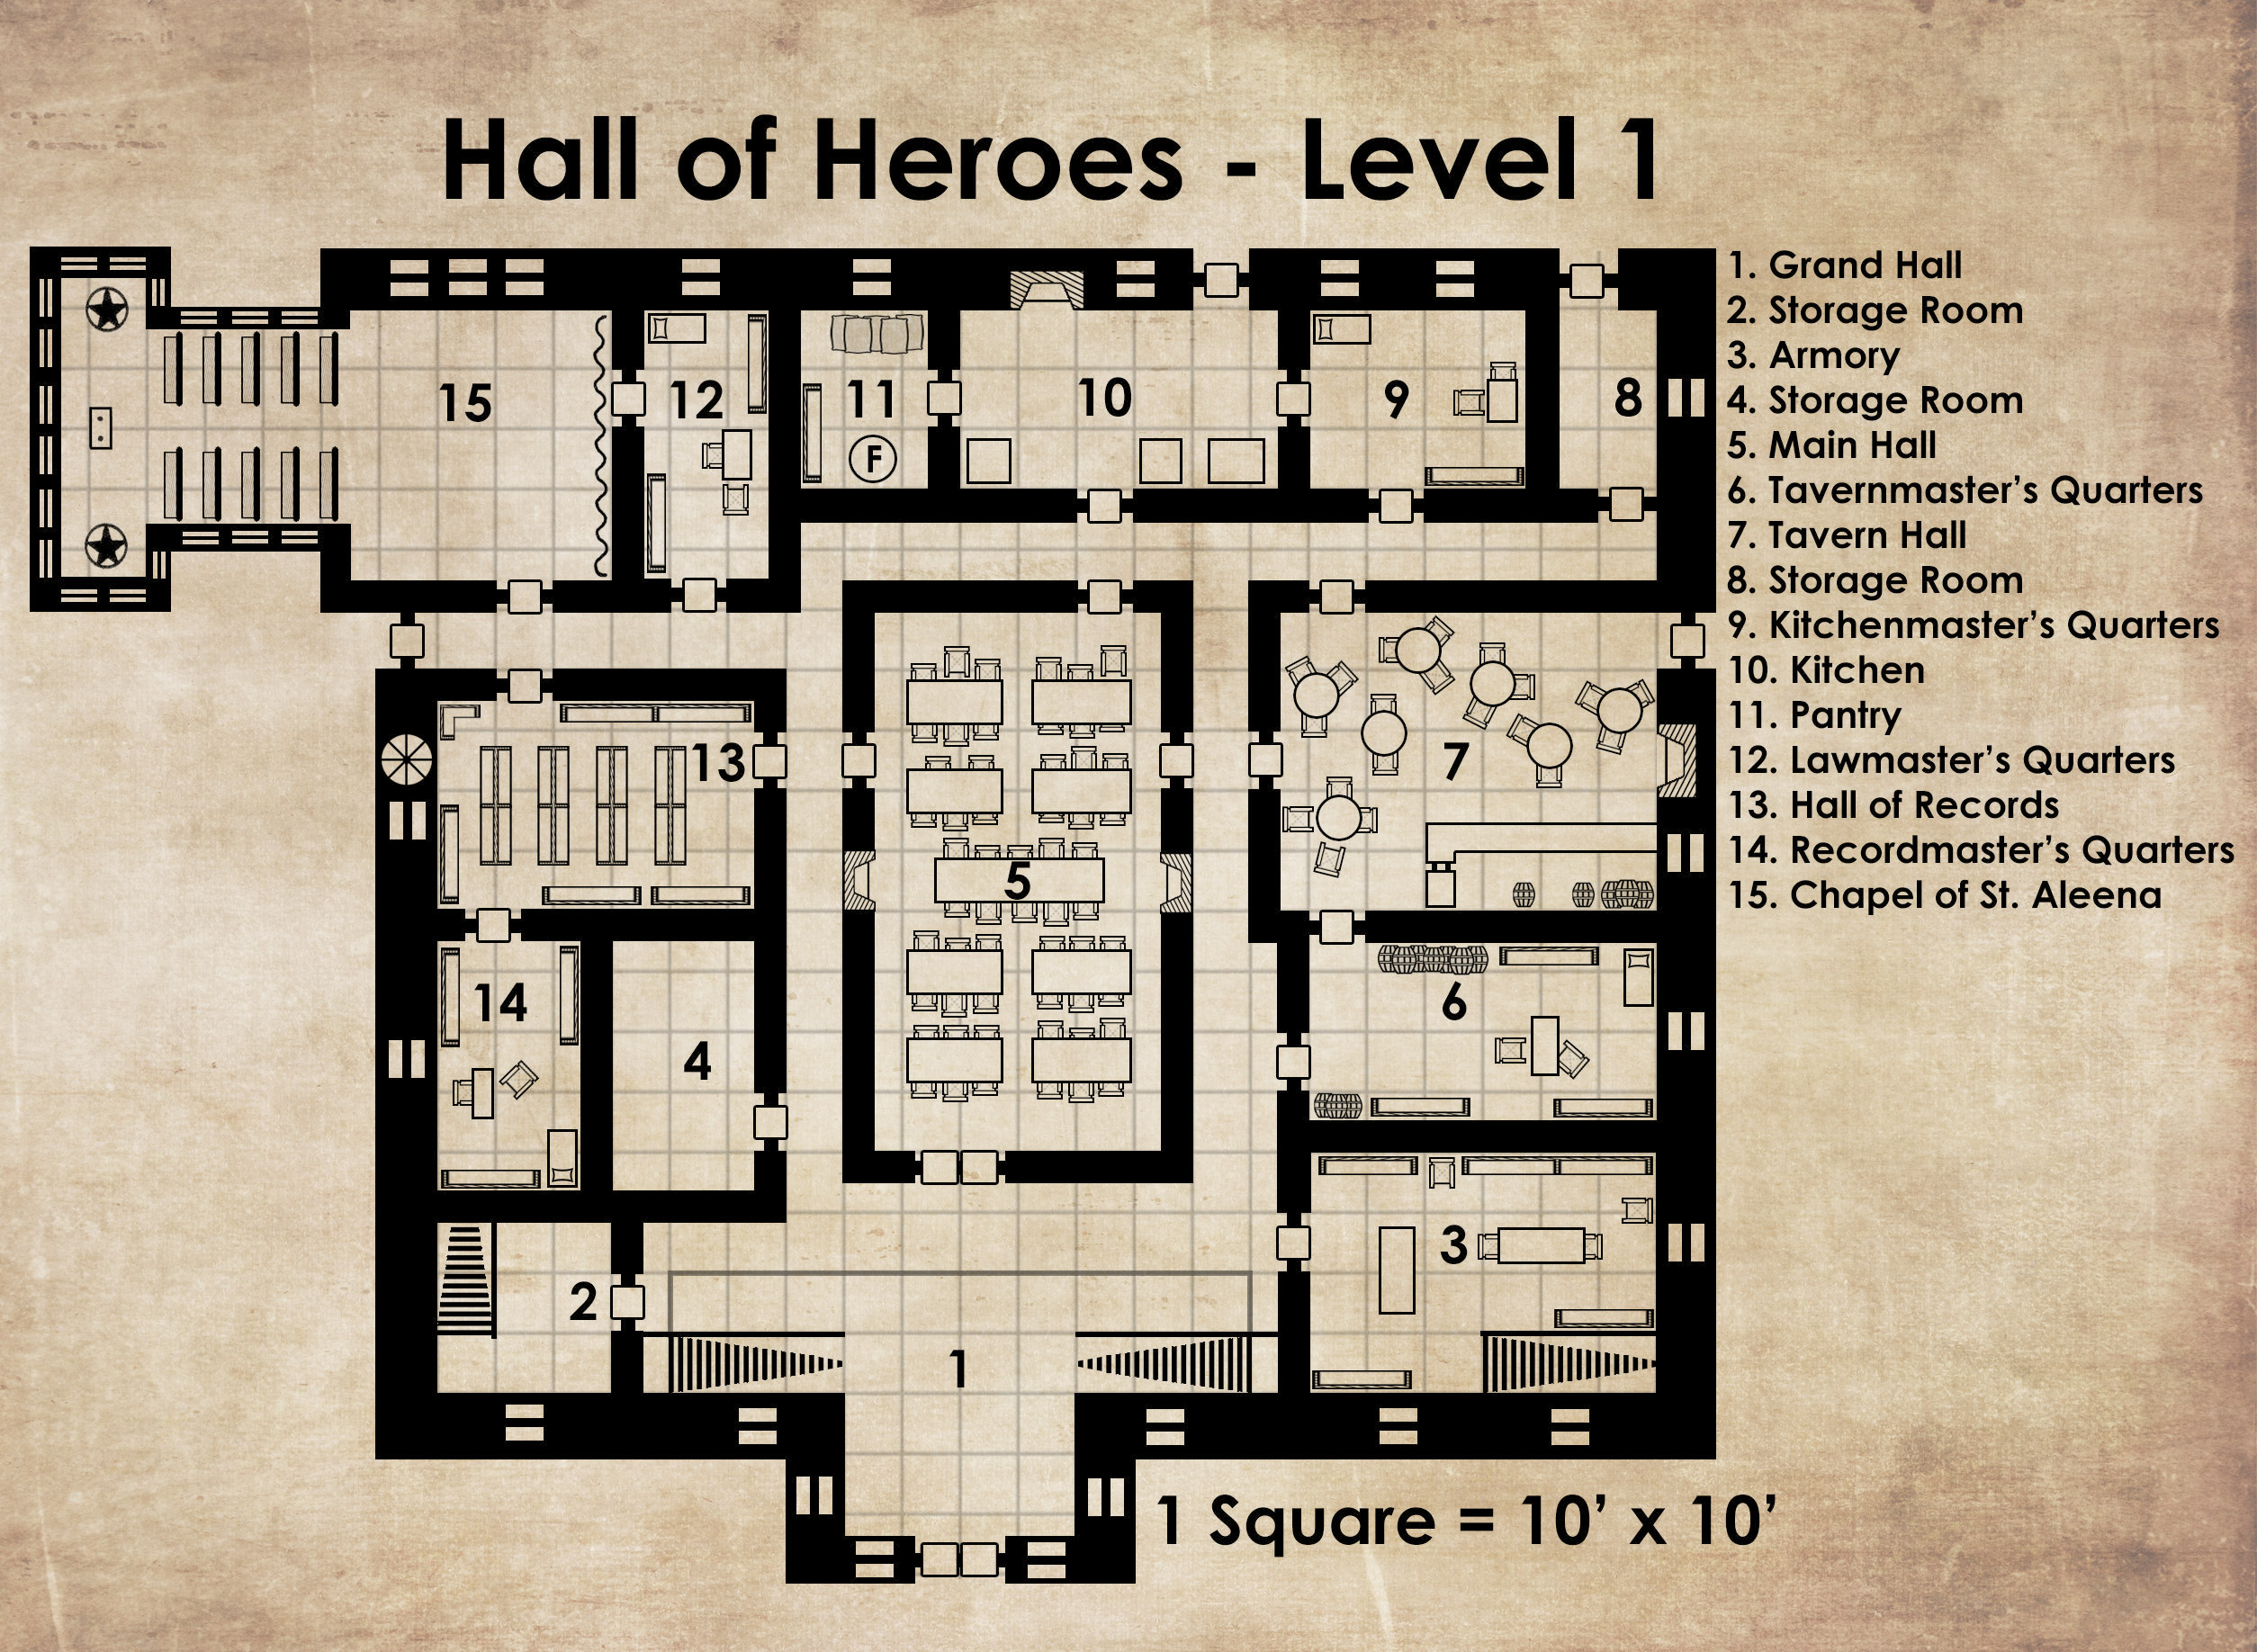 Hall of Heroes - Level 1
1. Grand Hall
2. Storage Room
3. Armory
4. Storage Room
5. Main Hall
6. Tavernmaster’s Quarters
7. Tavern Hall
8. Storage Room
9. Kitchenmaster’s Quarters
10. Kitchen
11. Pantry
12. Lawmaster’s Quarters
13. Hall of Records
14. Recordmaster’s Quarters
15. Chapel of St. Aleena
15
12
11
F
10
9
8
13
7
5
14
6
4
3
2
1
1 Square = 10’ x 10’